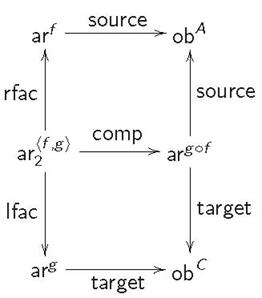 source
ar^f ob^A
rfac source
comp
ar_2^⟨f,g⟩ ar^{g∘f}
lfac target
ar^g ob^C
target